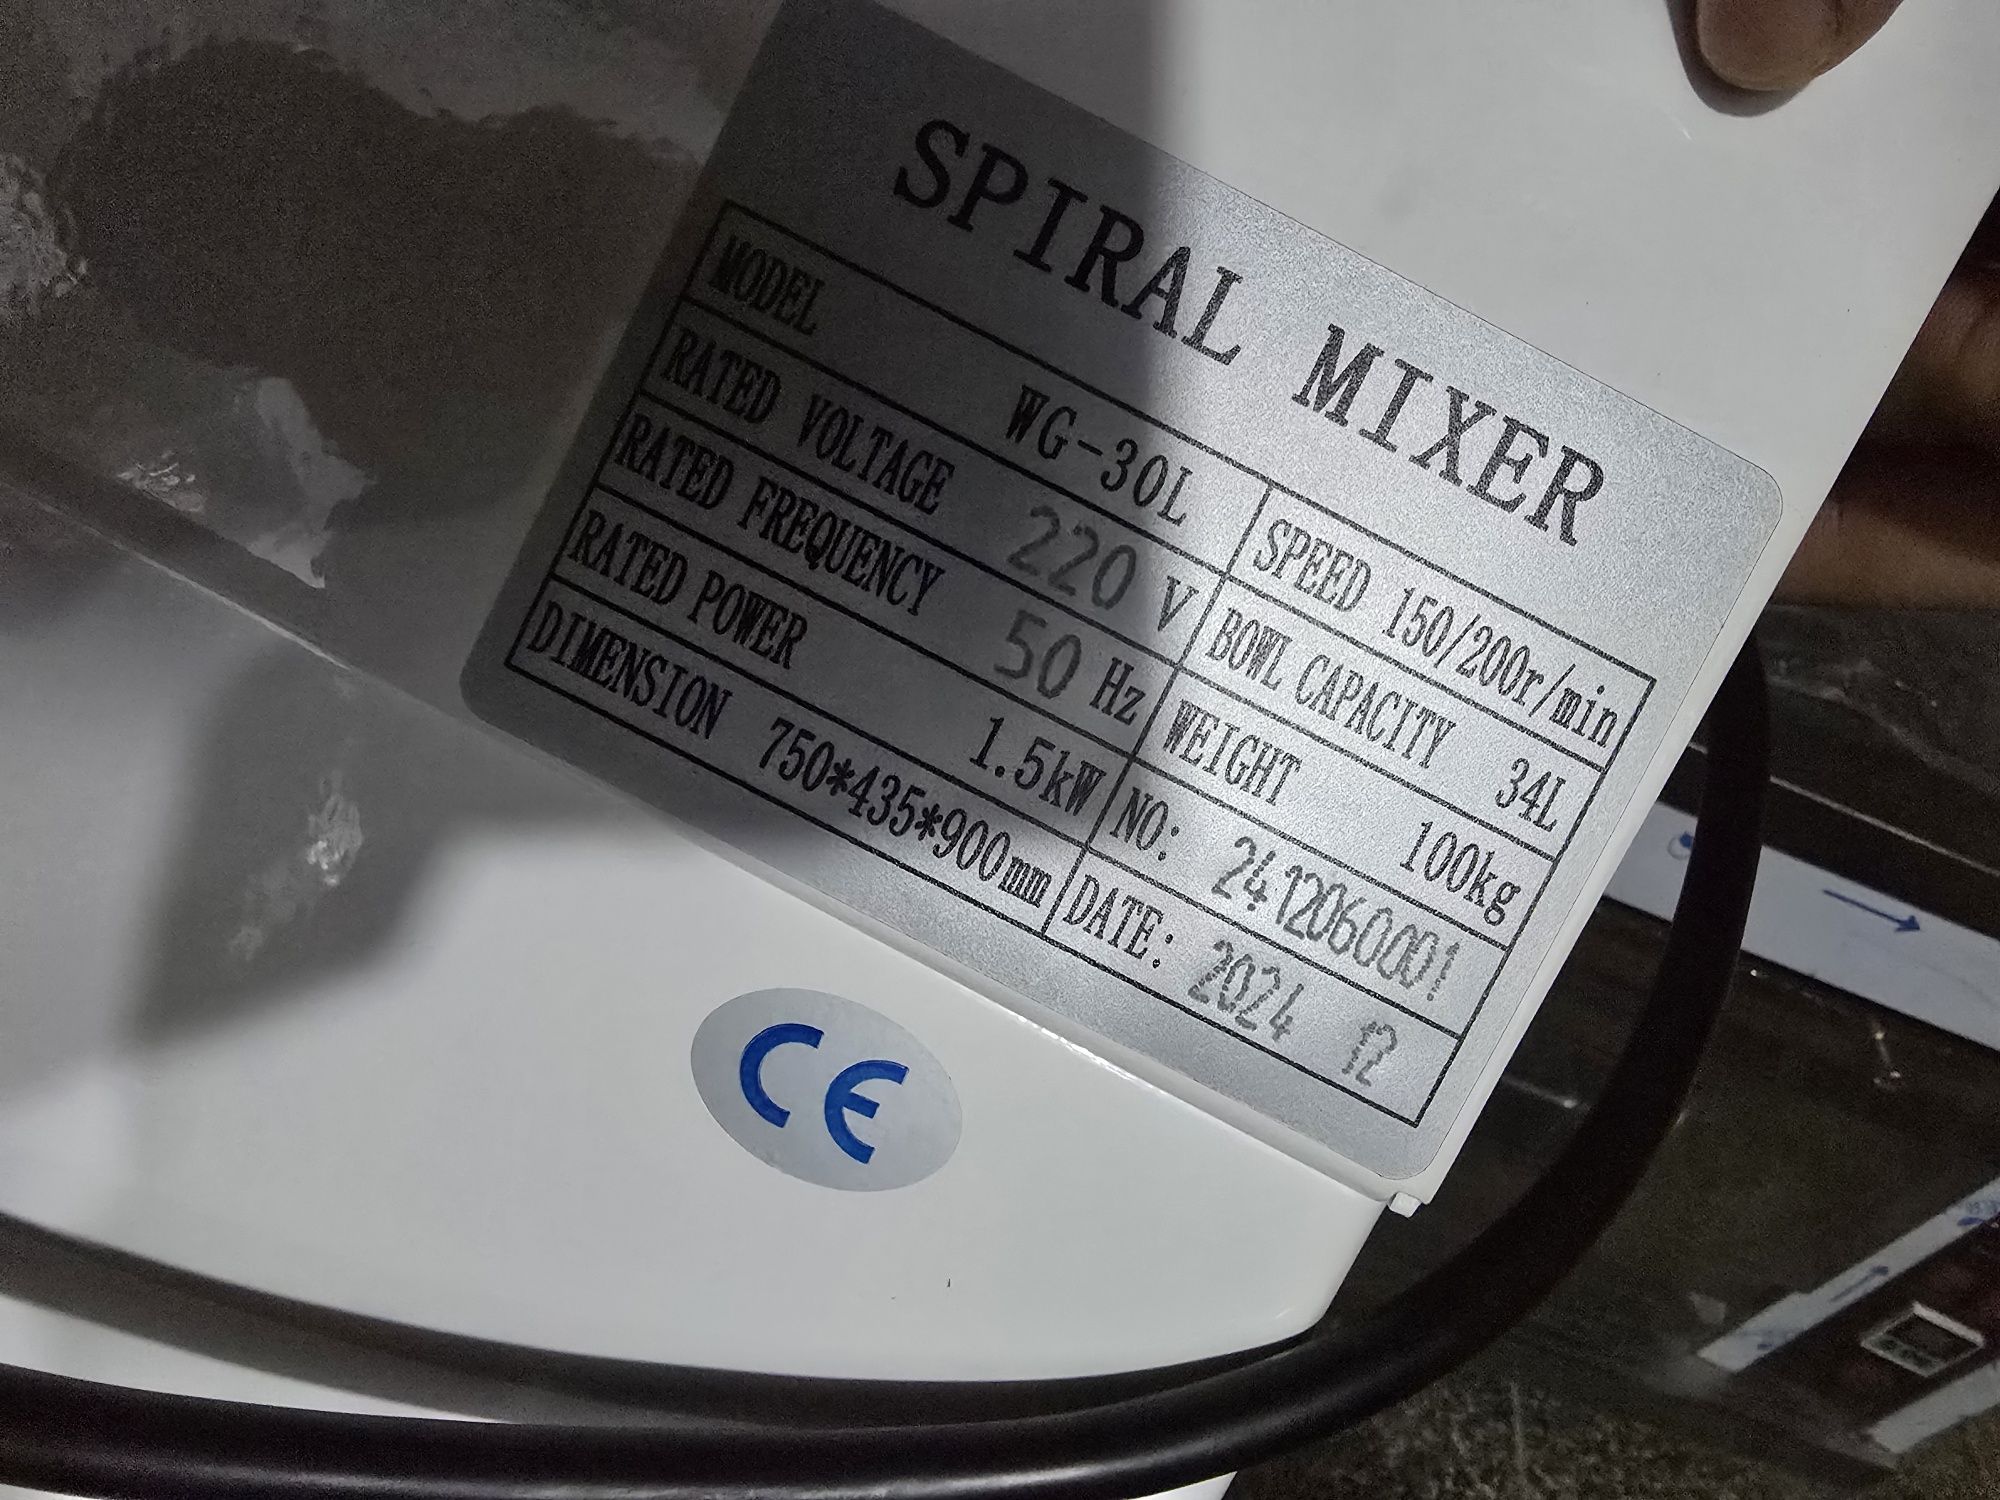 SPIRAL MIXER
MODEL WG-30L SPEED 150/200r/min
RATED VOLTAGE 220 V BOWL CAPACITY 34L
RATED FREQUENCY 50 Hz WEIGHT 100kg
RATED POWER 1.5kW NO: 2412060001
DIMENSION 750*435*900mm DATE: 2024 12
CE